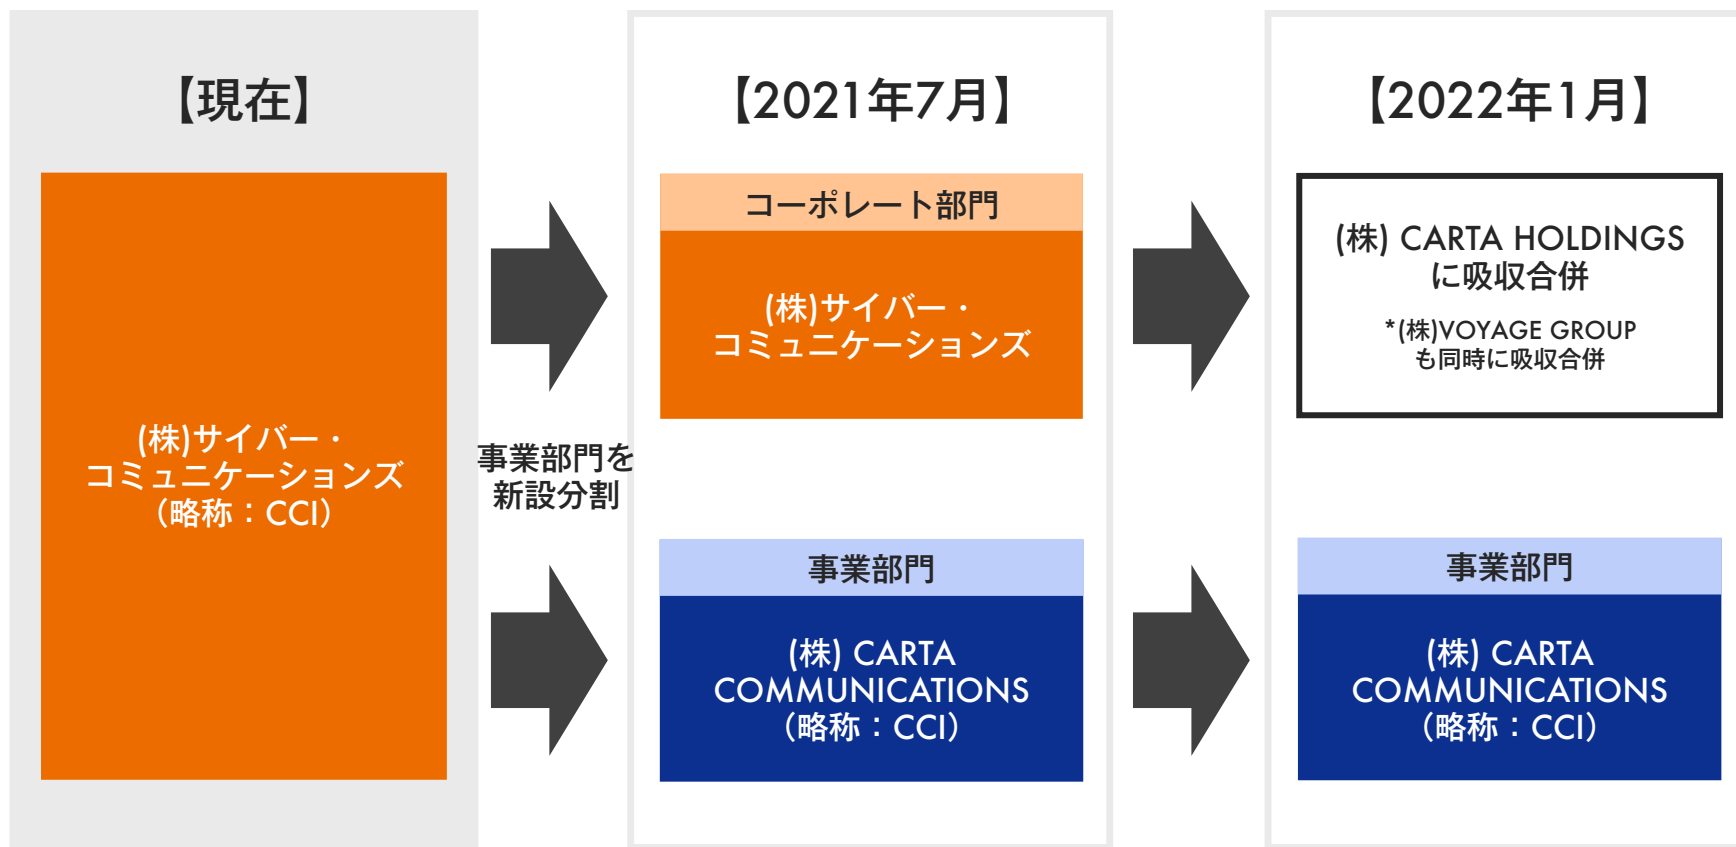 【現在】
(株)サイバー・
コミュニケーションズ
（略称：CCI）
事業部門を
新設分割
【2021年7月】
コーポレート部門
(株)サイバー・
コミュニケーションズ
事業部門
(株) CARTA
COMMUNICATIONS
（略称：CCI）
【2022年1月】
(株) CARTA HOLDINGS
に吸収合併
*(株)VOYAGE GROUP
も同時に吸収合併
事業部門
(株) CARTA
COMMUNICATIONS
（略称：CCI）